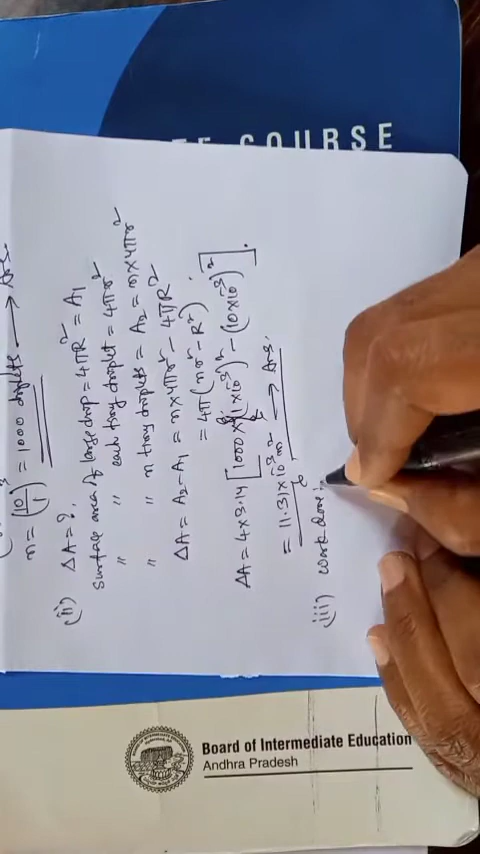 COURSE
n = (10/1)³ = 1000 droplets → Ans
(ii) ΔA = ?.
Surface area of large drop = 4πR² = A₁
" " each tiny droplet = 4πr²
" " n tiny droplets = A₂ = n×4πr²
ΔA = A₂ - A₁ = n×4πr² - 4πR²
= 4π(nr² - R²)
ΔA = 4×3.14 [1000×(1×10⁻³)² - (10×10⁻³)²].
= 11.31×10⁻³ m² → Ans.
(iii) Work done
Board of Intermediate Education
Andhra Pradesh